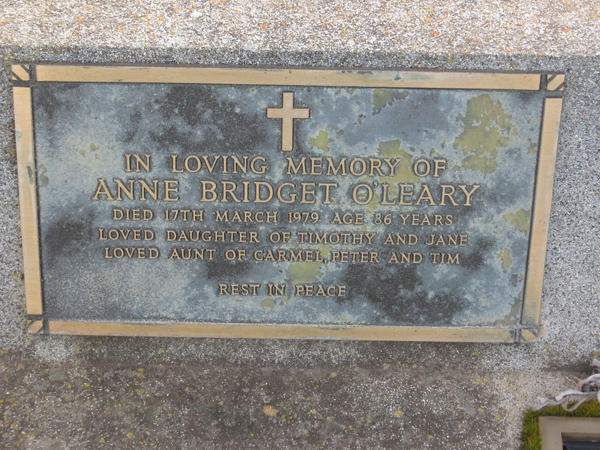 IN LOVING MEMORY OF
ANNE BRIDGET O'LEARY
DIED 17TH MARCH 1979 AGE 86 YEARS
LOVED DAUGHTER OF TIMOTHY AND JANE
LOVED AUNT OF CARMEL, PETER AND TIM
REST IN PEACE